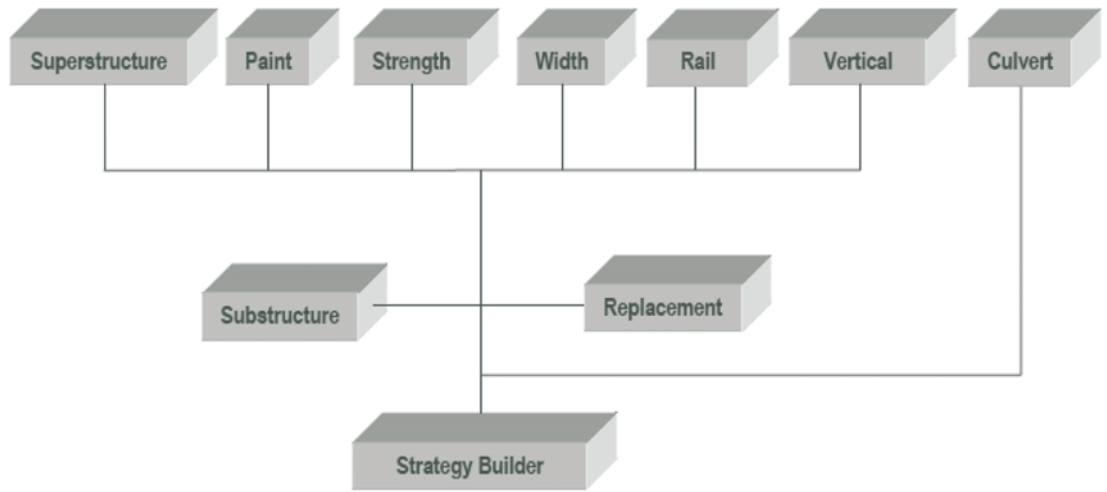 Superstructure
Paint
Strength
Width
Rail
Vertical
Culvert
Substructure
Replacement
Strategy Builder